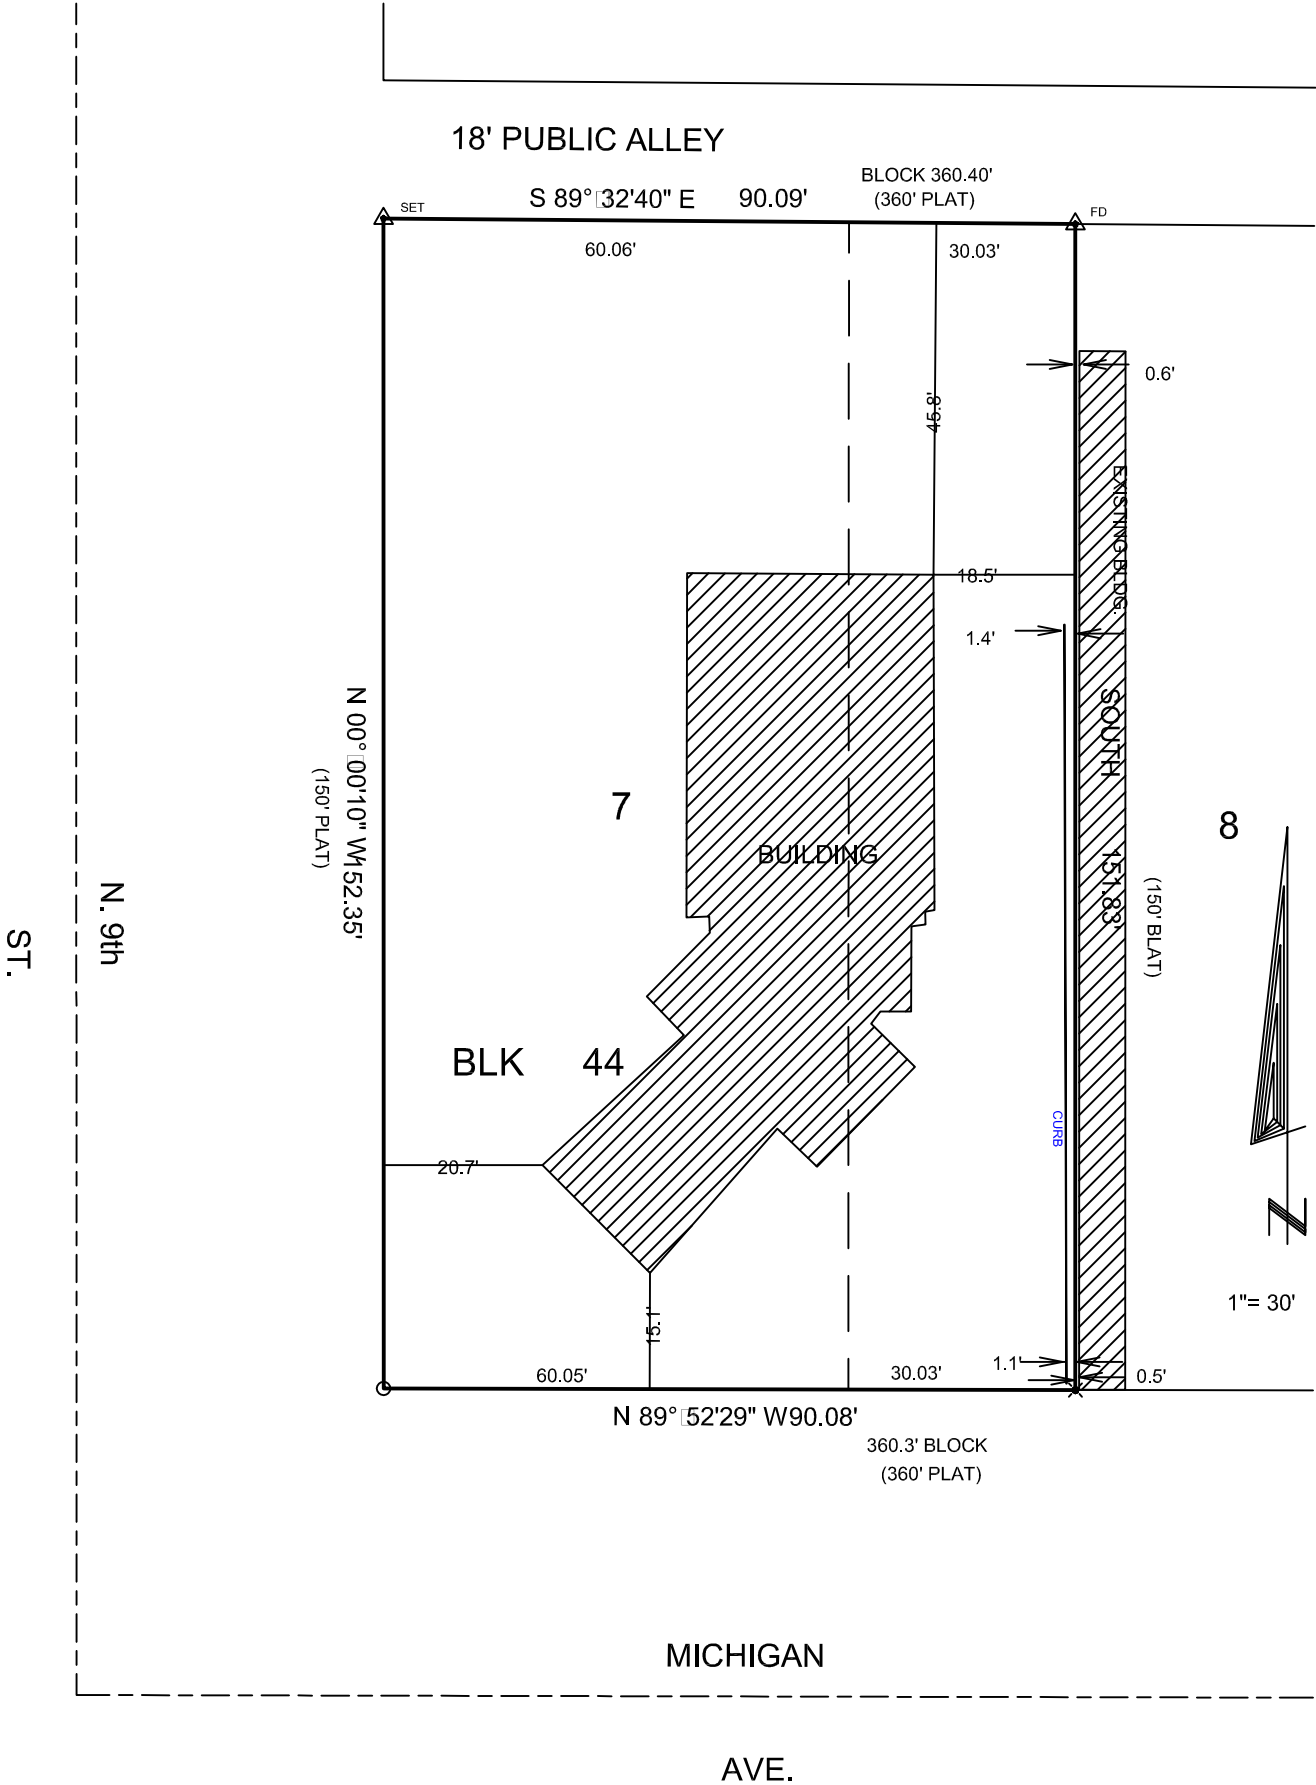 18' PUBLIC ALLEY
BLOCK 360.40'
(360' PLAT)
S 89° 32'40" E 90.09'
SET
FD
60.06'
30.03'
0.6'
45.8'
EXISTING BLDG.
18.5'
1.4'
N 00° 00'10" W 152.35'
(150' PLAT)
SOUTH 151.83'
(150' BLAT)
7
8
BUILDING
N. 9th
ST.
BLK 44
CURB
20.7'
15.1'
1"= 30'
1.1'
0.5'
60.05'
30.03'
N 89° 52'29" W90.08'
360.3' BLOCK
(360' PLAT)
MICHIGAN
AVE.
N